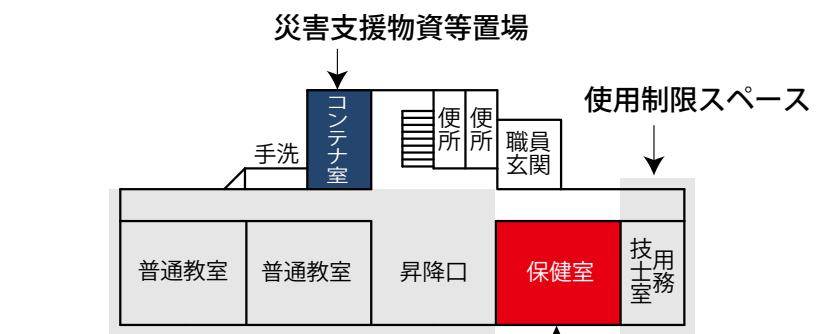 災害支援物資等置場
使用制限スペース
コンテナ室
便所
便所
職員
玄関
手洗
普通教室
普通教室
昇降口
保健室
技士室
用務